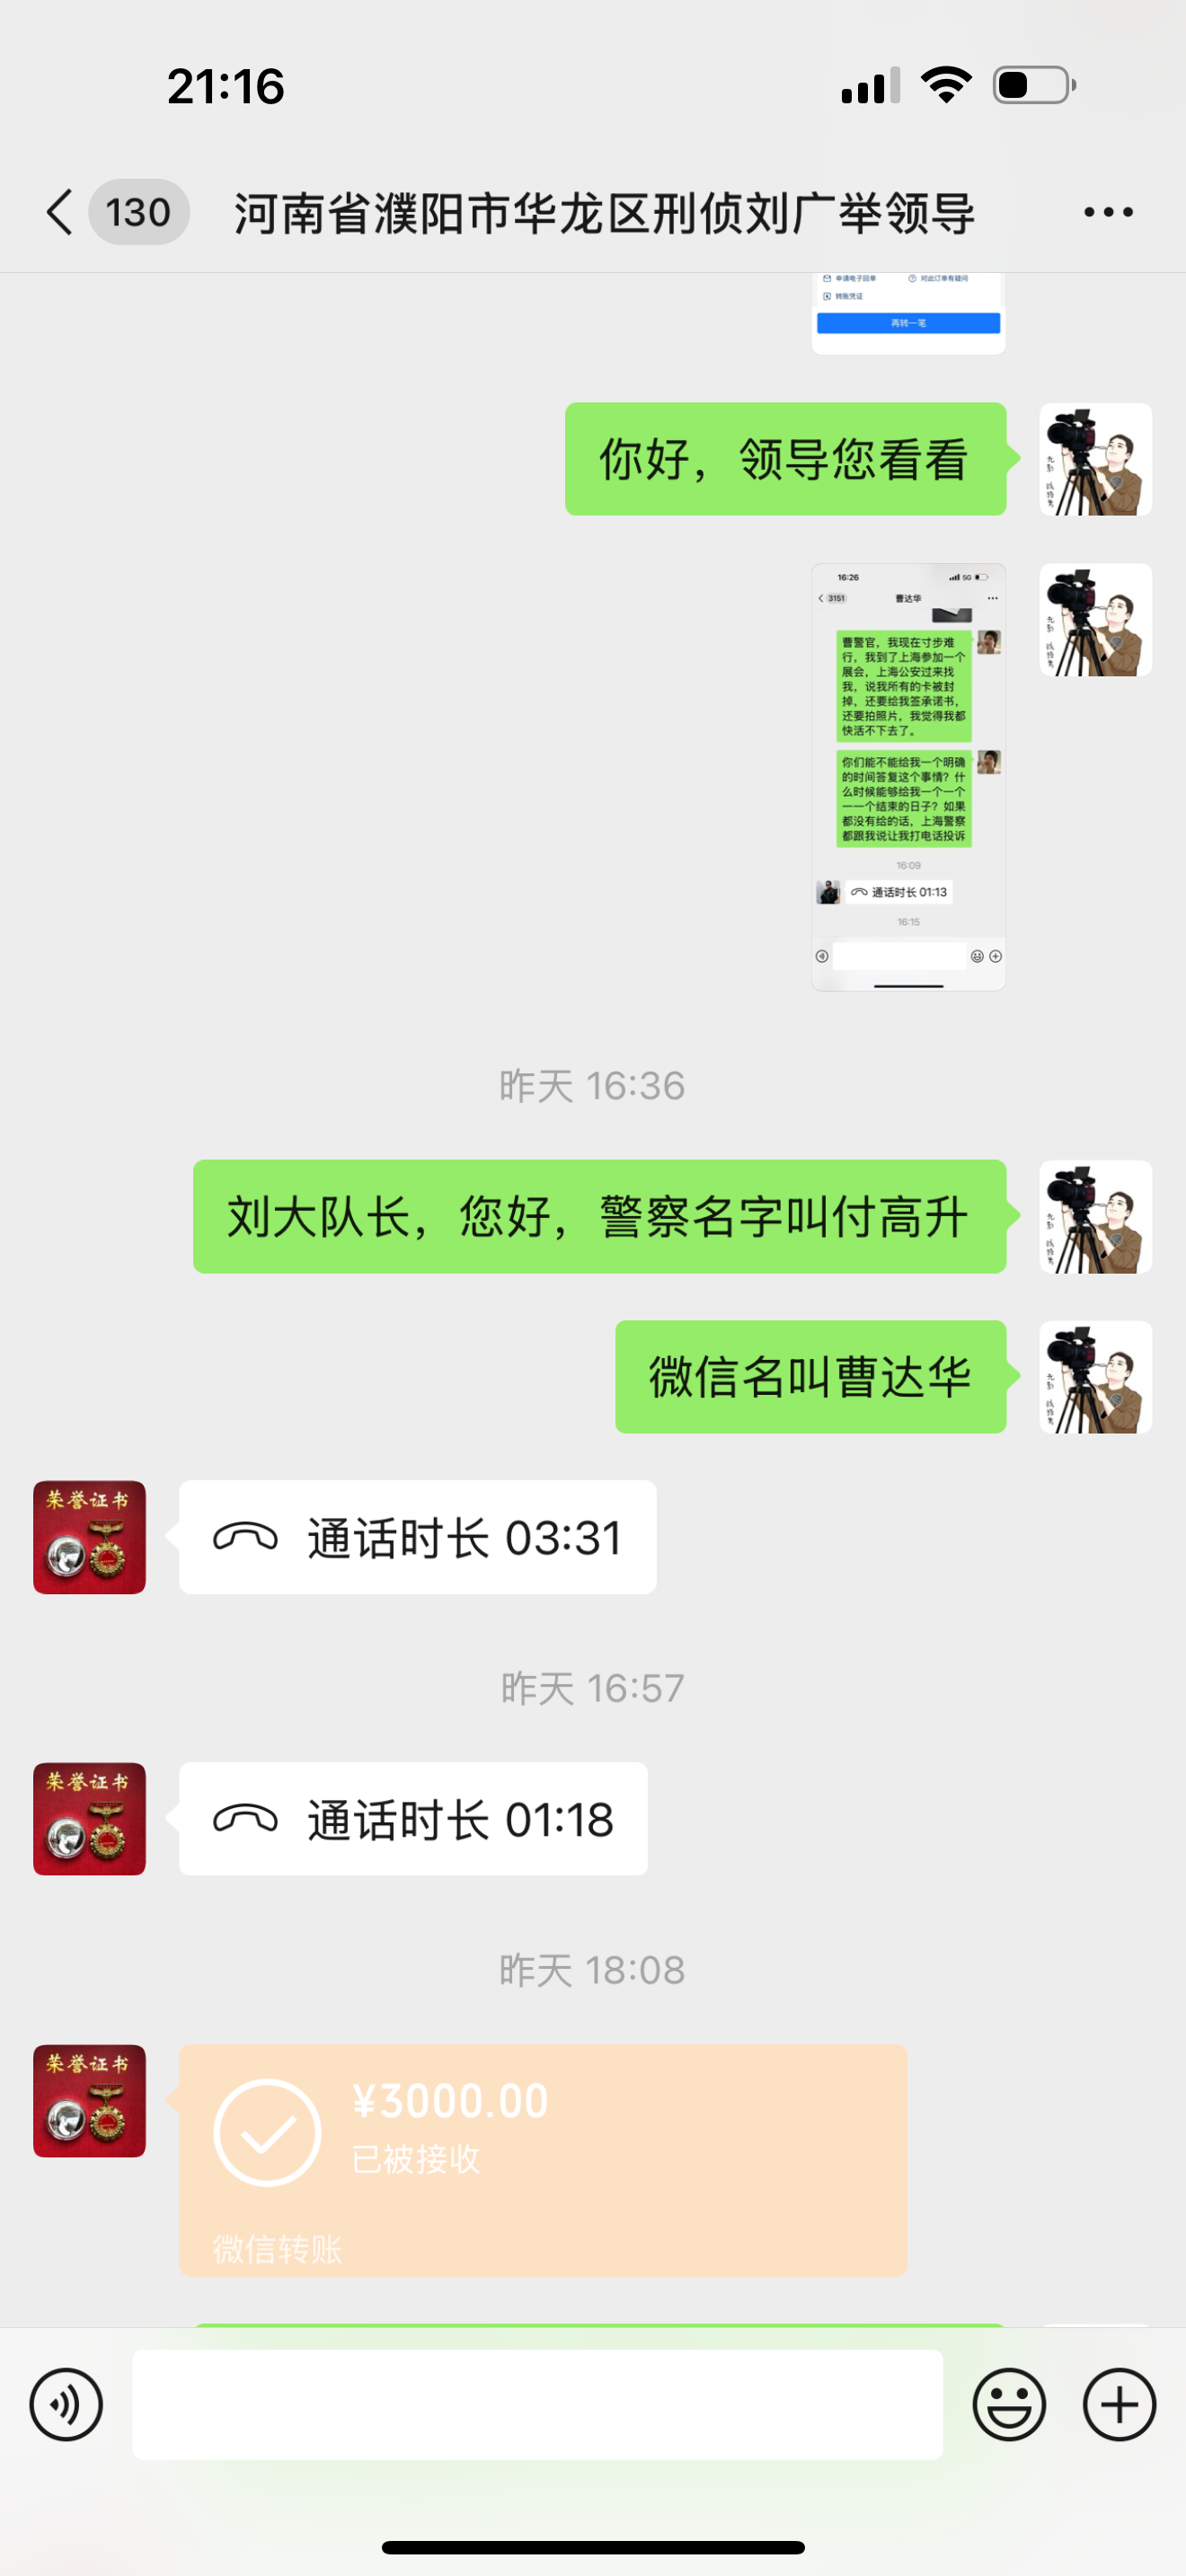 21:16
130
河南省濮阳市华龙区刑侦刘广举领导
申请电子回单
对此订单有疑问
转账凭证
再转一笔
你好，领导您看看
16:26
5G
3151
曹达华
曹警官，我现在寸步难
行，我到了上海参加一个
展会，上海公安过来找
我，说我所有的卡被封
掉，还要给我签承诺书，
还要拍照片，我觉得我都
快活不下去了。
你们能不能给我一个明确
的时间答复这个事情？什
么时候能够给我一个一个
一一个结束的日子？如果
都没有给的话，上海警察
都跟我说让我打电话投诉
16:09
通话时长 01:13
16:15
昨天 16:36
刘大队长，您好，警察名字叫付高升
微信名叫曹达华
荣誉证书
通话时长 03:31
昨天 16:57
荣誉证书
通话时长 01:18
昨天 18:08
荣誉证书
¥3000.00
已被接收
微信转账